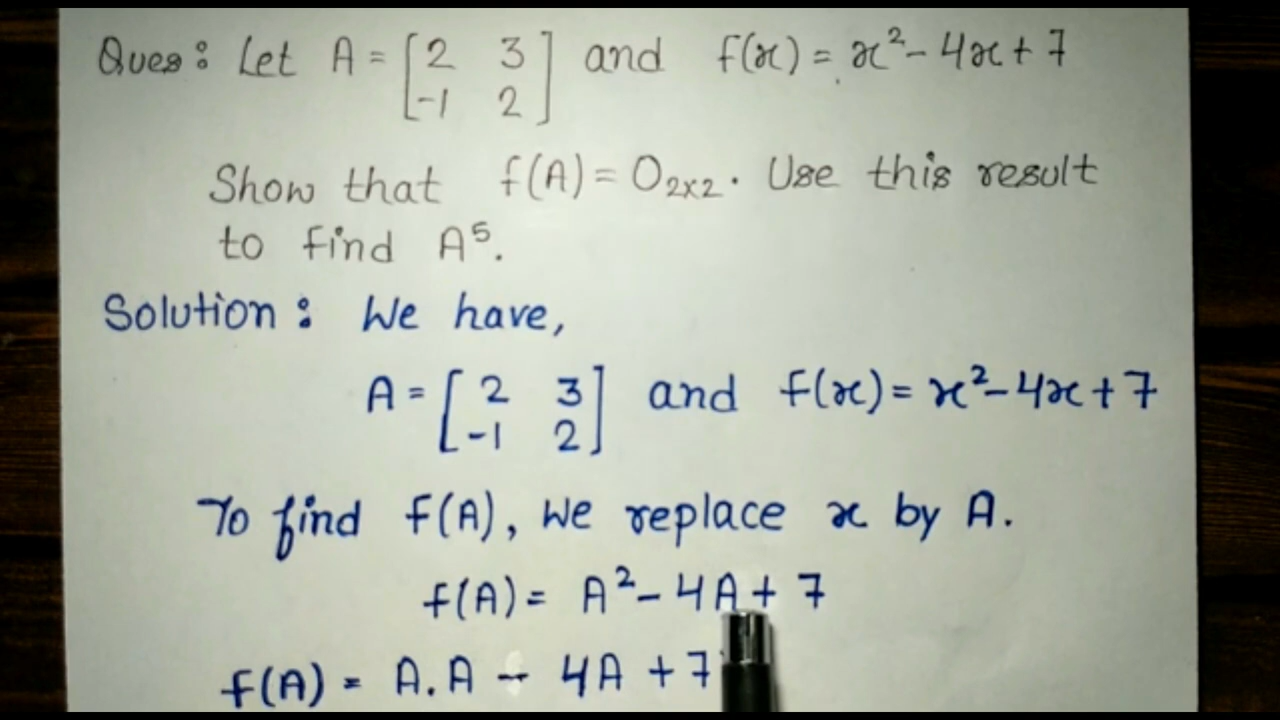 Ques: Let A = [2 3 and f(x) = x² - 4x + 7
-1 2]
Show that f(A) = O₂ₓ₂. Use this result
to find A⁵.
Solution: We have,
A = [2 3 and f(x) = x² - 4x + 7
-1 2]
To find f(A), we replace x by A.
f(A) = A² - 4A + 7
f(A) = A.A - 4A + 7